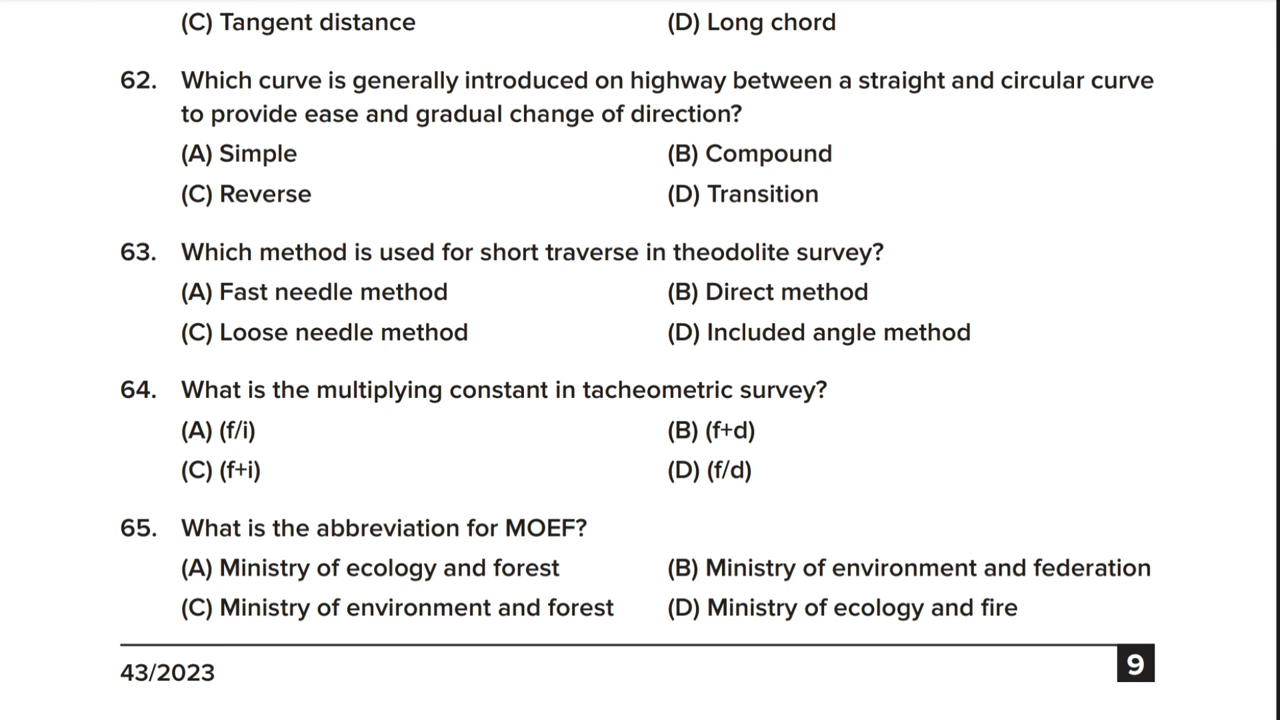 (C) Tangent distance (D) Long chord
62. Which curve is generally introduced on highway between a straight and circular curve
to provide ease and gradual change of direction?
(A) Simple (B) Compound
(C) Reverse (D) Transition
63. Which method is used for short traverse in theodolite survey?
(A) Fast needle method (B) Direct method
(C) Loose needle method (D) Included angle method
64. What is the multiplying constant in tacheometric survey?
(A) (f/i) (B) (f+d)
(C) (f+i) (D) (f/d)
65. What is the abbreviation for MOEF?
(A) Ministry of ecology and forest (B) Ministry of environment and federation
(C) Ministry of environment and forest (D) Ministry of ecology and fire
43/2023 9